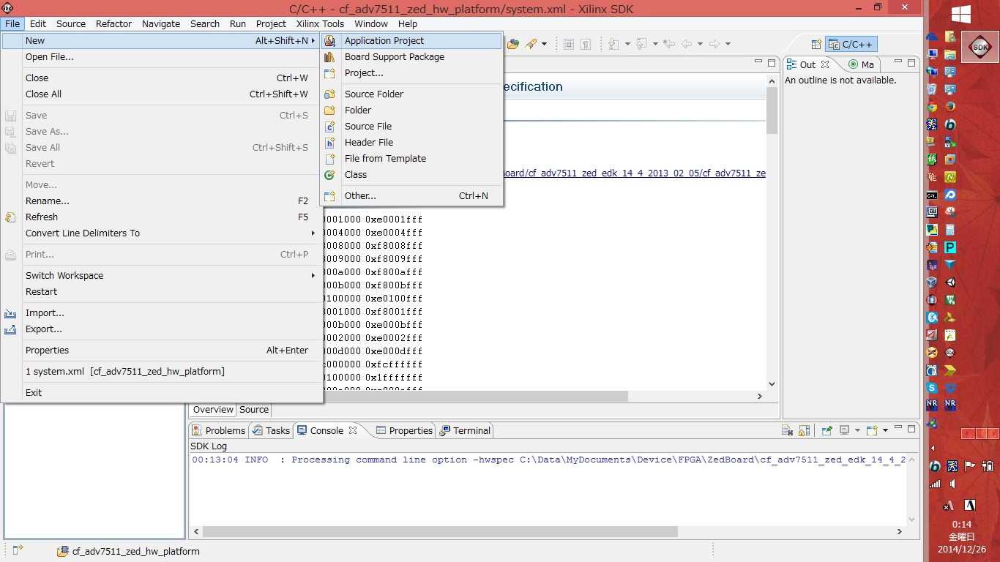 C/C++ - cf_adv7511_zed_hw_platform/system.xml - Xilinx SDK
File Edit Source Refactor Navigate Search Run Project Xilinx Tools Window Help
New Alt+Shift+N
Open File...
Close Ctrl+W
Close All Ctrl+Shift+W
Save Ctrl+S
Save As...
Save All Ctrl+Shift+S
Revert
Move...
Rename... F2
Refresh F5
Convert Line Delimiters To
Print... Ctrl+P
Switch Workspace
Restart
Import...
Export...
Properties Alt+Enter
1 system.xml [cf_adv7511_zed_hw_platform]
Exit
Application Project
Board Support Package
Project...
Source Folder
Folder
Source File
Header File
File from Template
Class
Other... Ctrl+N
C/C++
Out Ma
An outline is not available.
ecification
oard/cf_adv7511_zed_edk_14_4_2013_02_05/cf_adv7511_ze
0001000 0xe0001fff
0004000 0xe0004fff
8008000 0xf8008fff
8009000 0xf8009fff
800a000 0xf800afff
800b000 0xf800bfff
0100000 0xe0100fff
8001000 0xf8001fff
000b000 0xe000bfff
0002000 0xe0002fff
000d000 0xe000dfff
c000000 0xfcffffff
0100000 0x1fffffff
Overview Source
Problems Tasks Console Properties Terminal
SDK Log
00:13:04 INFO : Processing command line option -hwspec C:\Data\MyDocuments\Device\FPGA\ZedBoard\cf_adv7511_zed_edk_14_4_2
cf_adv7511_zed_hw_platform
SDK
0:14
金曜日
2014/12/26